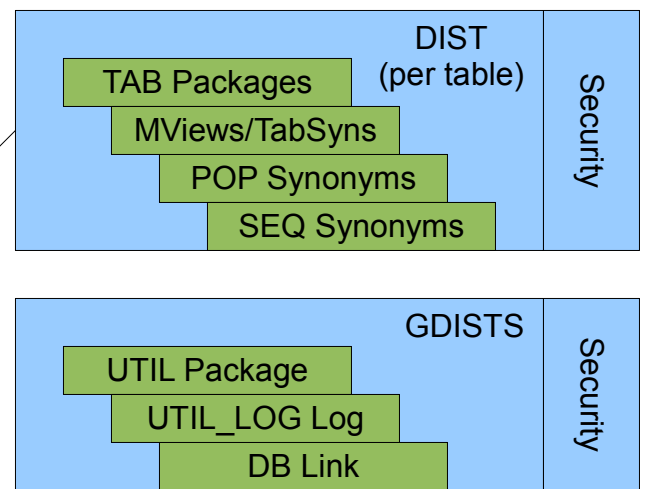 DIST
(per table)
TAB Packages
MViews/TabSyns
POP Synonyms
SEQ Synonyms
Security
GDISTS
UTIL Package
UTIL_LOG Log
DB Link
Security